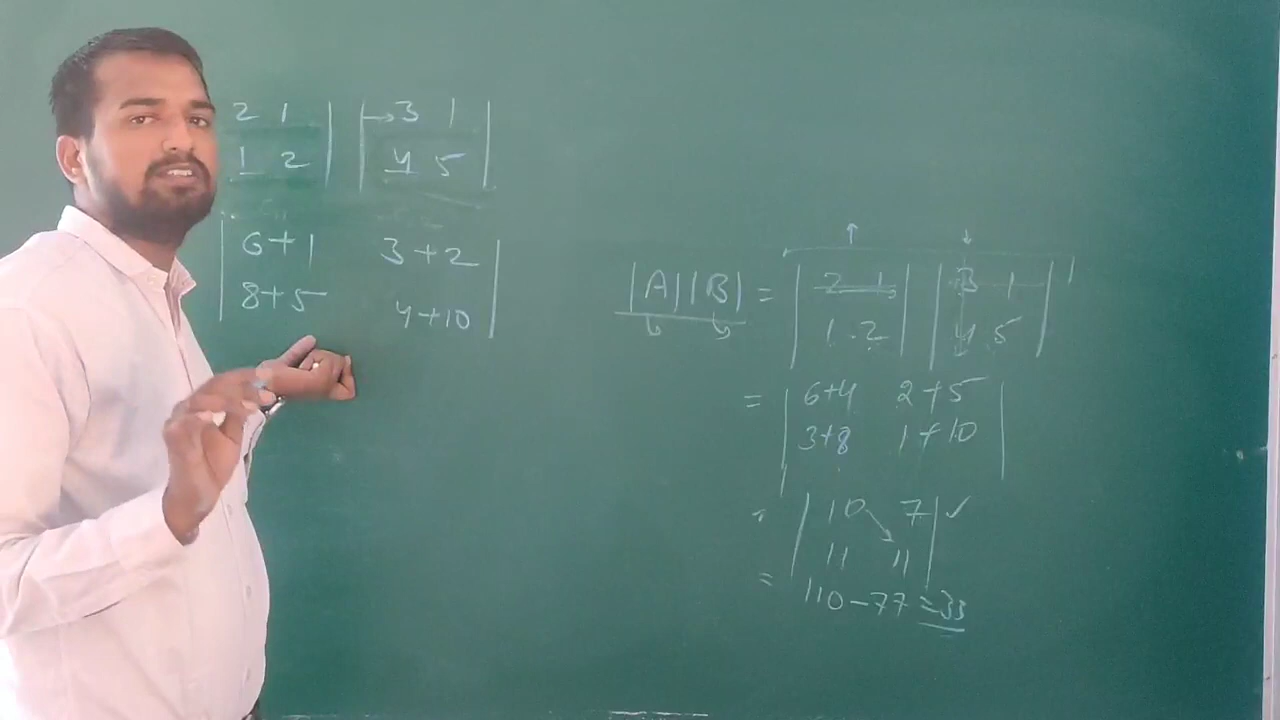 2 1 | | → 3 1 |
1 2 | | 4 5 |
| 6+1 3+2 |
| 8+5 4+10 |
|A||B| = | 2 1 | | 3 1 |
| 1 2 | | 4 5 |
= | 6+4 2+5 |
| 3+8 1+10 |
= | 10 7 | ✓
| 11 11 |
= 110-77=33